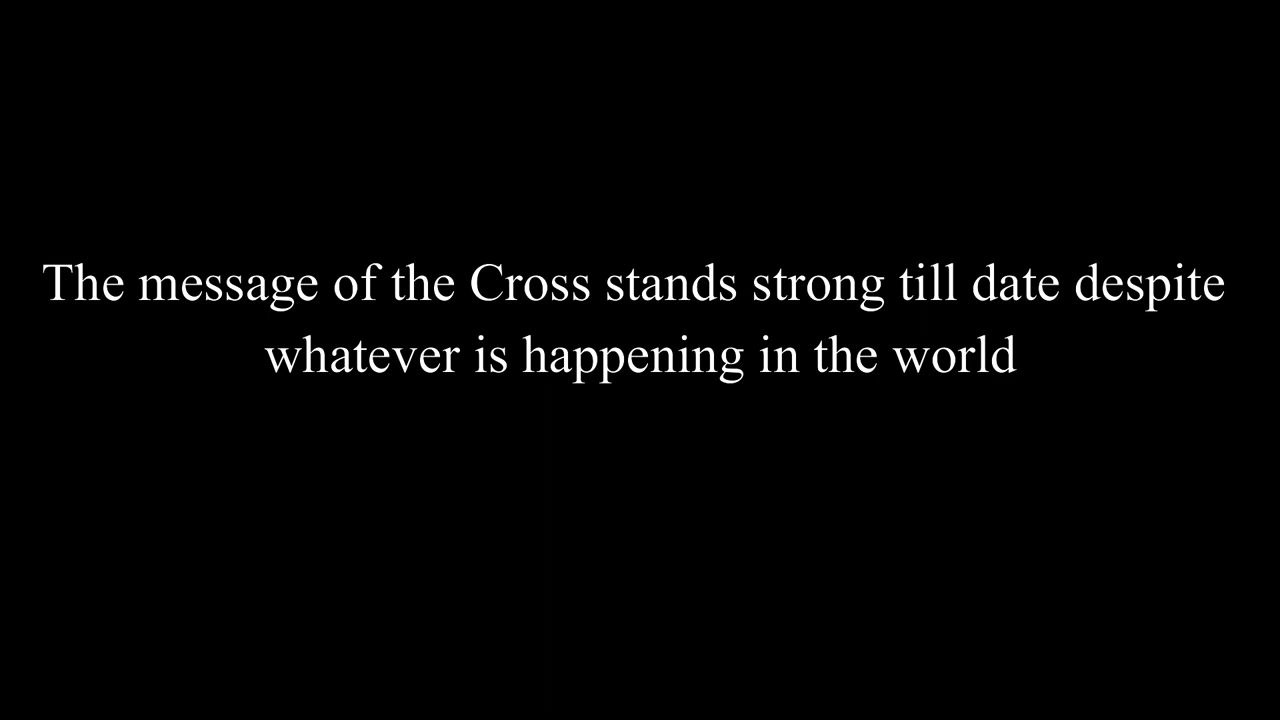 The message of the Cross stands strong till date despite
whatever is happening in the world